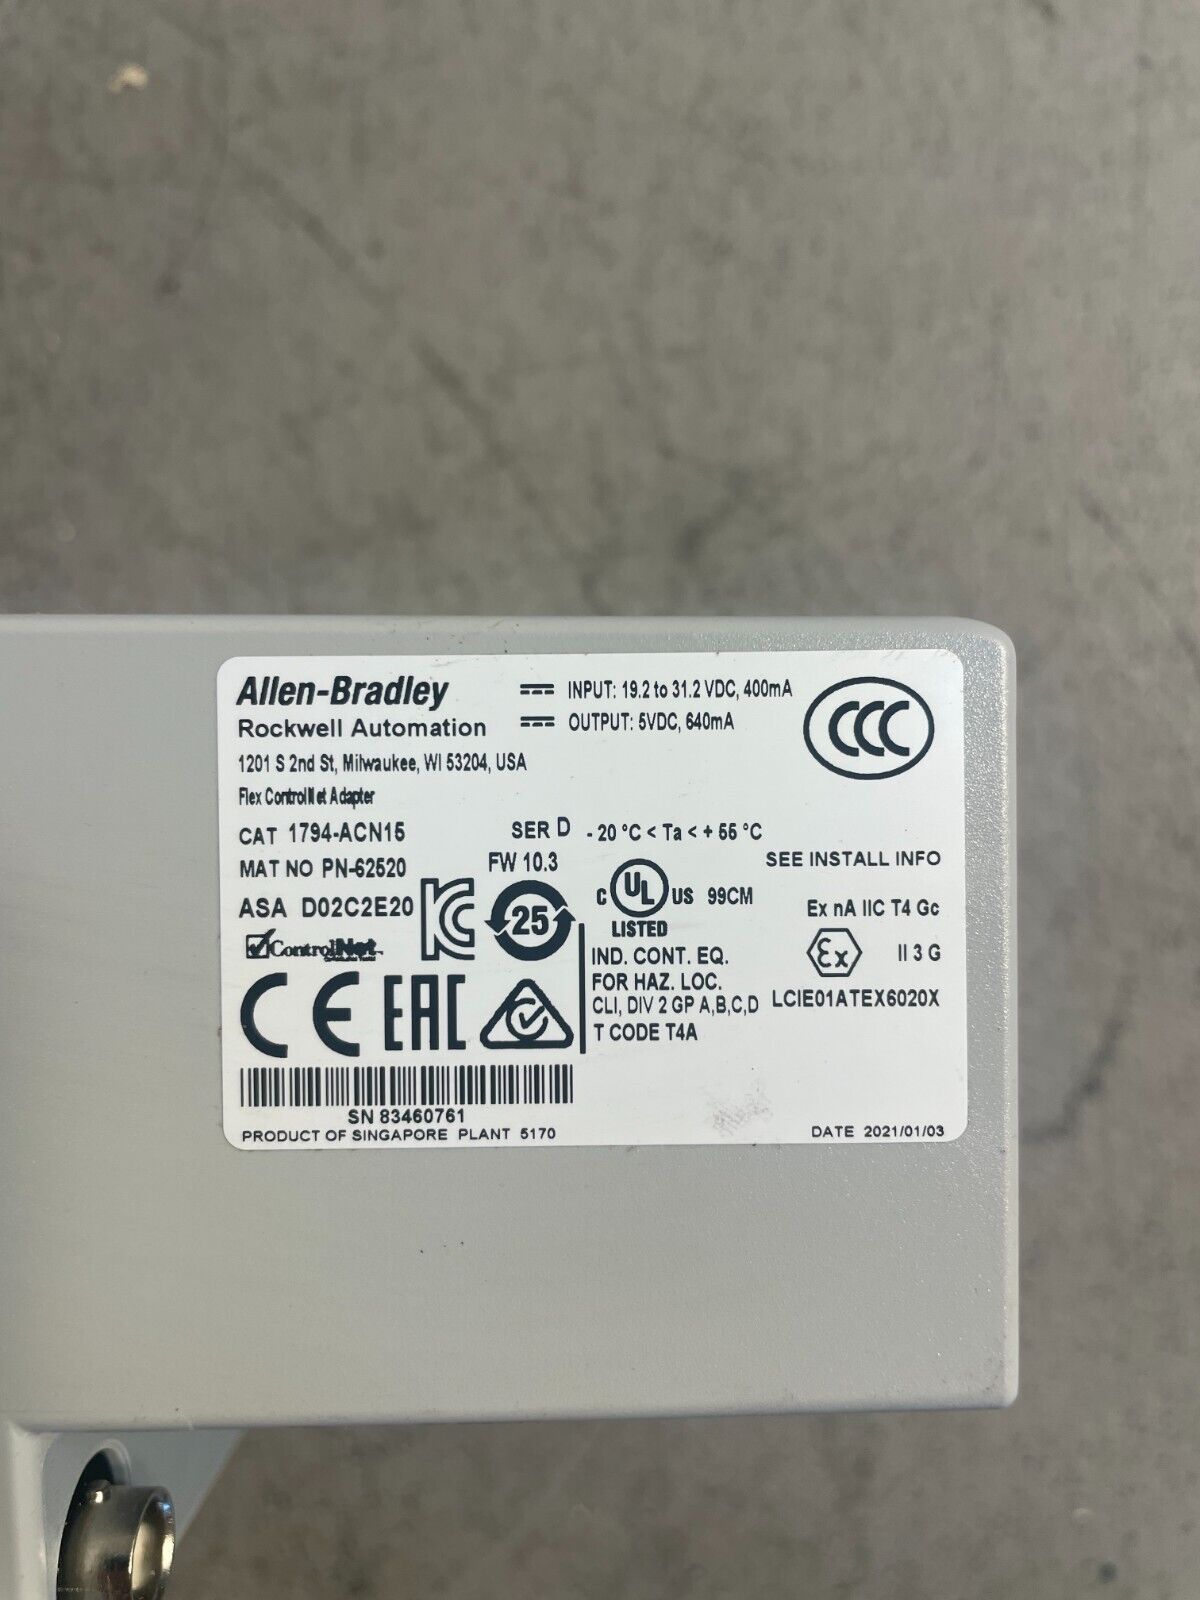 Allen-Bradley
Rockwell Automation
1201 S 2nd St, Milwaukee, WI 53204, USA
Flex ControlNet Adapter
INPUT: 19.2 to 31.2 VDC, 400mA
OUTPUT: 5VDC, 640mA
CCC
CAT 1794-ACN15
SER D
- 20 °C < Ta < + 55 °C
MAT NO PN-62520
FW 10.3
SEE INSTALL INFO
ASA D02C2E20
KC
25
C UL US 99CM
LISTED
Ex nA IIC T4 Gc
ControlNet
IND. CONT. EQ.
FOR HAZ. LOC.
CLI, DIV 2 GP A,B,C,D
T CODE T4A
Ex II 3 G
LCIE01ATEX6020X
CE EAC
SN 83460761
PRODUCT OF SINGAPORE PLANT 5170
DATE 2021/01/03